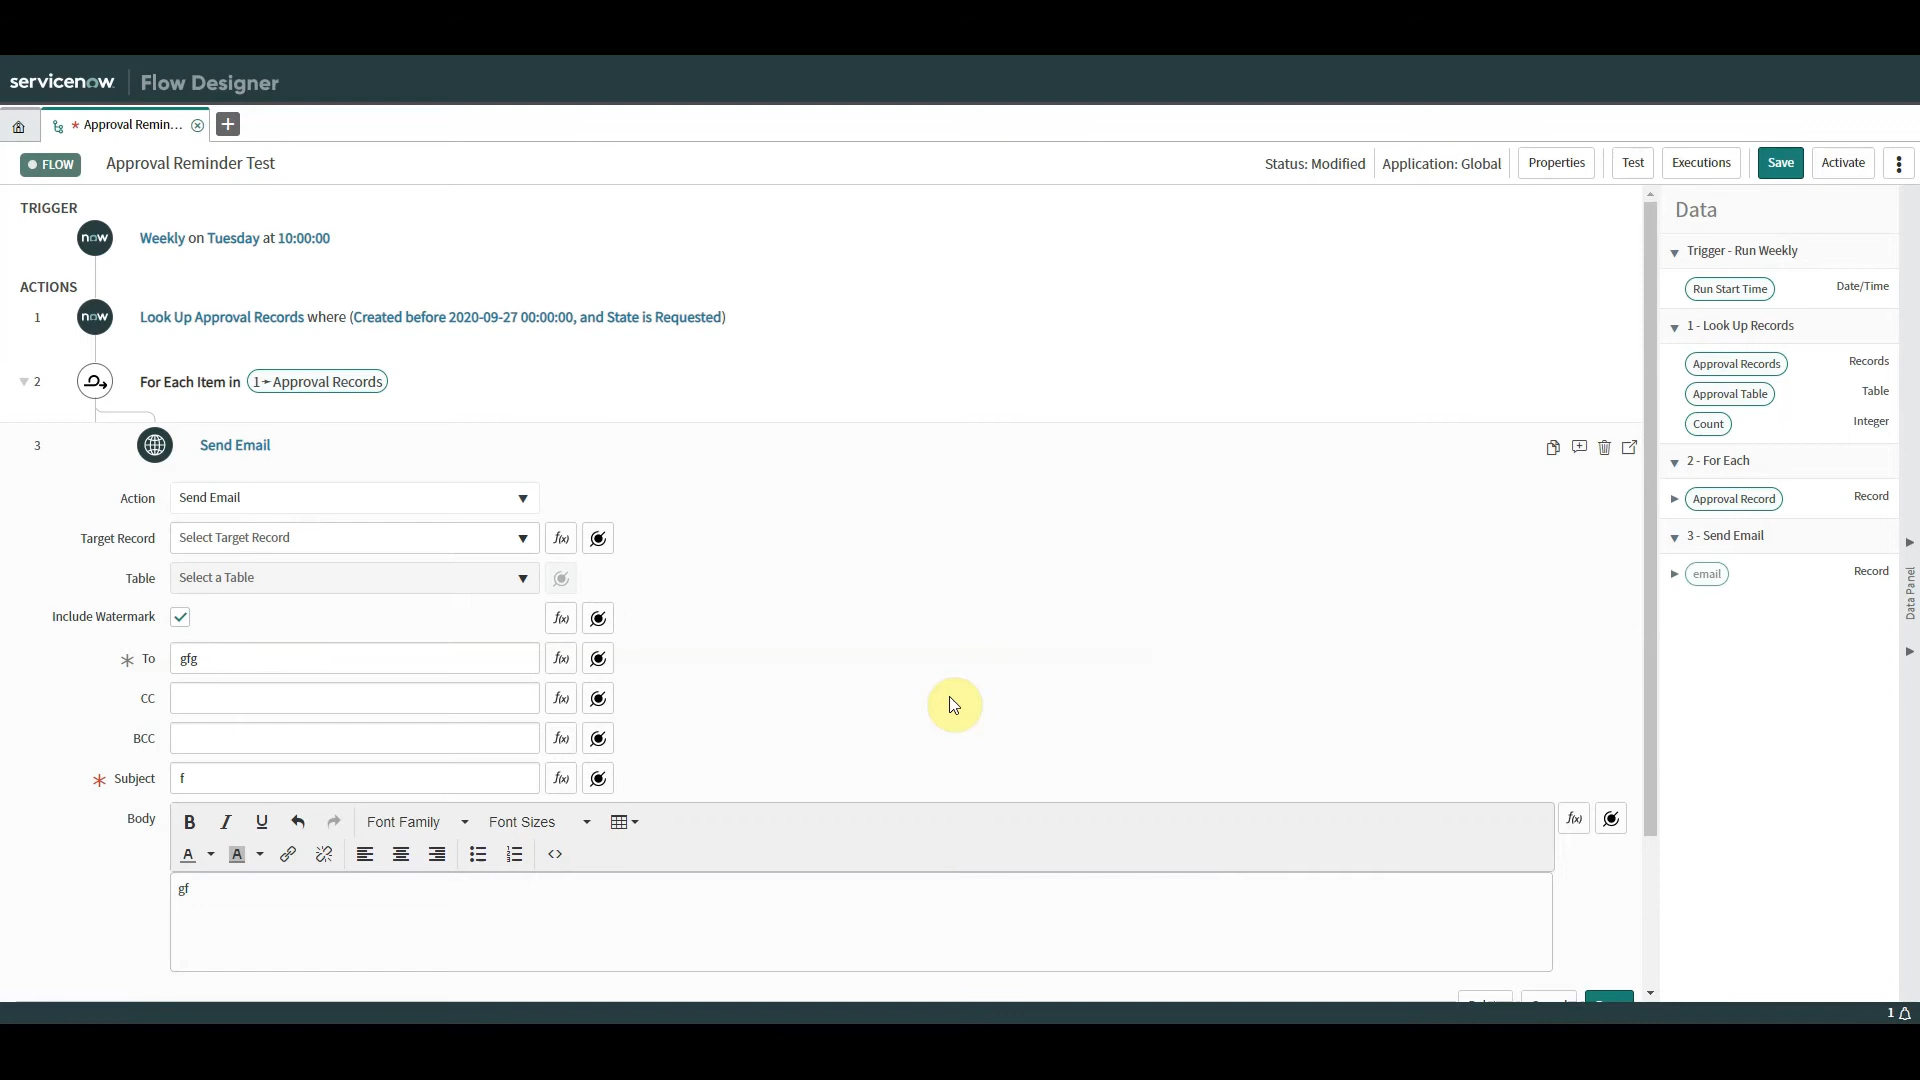 servicenow Flow Designer
* Approval Remin...
FLOW Approval Reminder Test Status: Modified Application: Global Properties Test Executions Save Activate
TRIGGER
now Weekly on Tuesday at 10:00:00
ACTIONS
1 now Look Up Approval Records where (Created before 2020-09-27 00:00:00, and State is Requested)
2 For Each Item in 1➛Approval Records
3 Send Email
Action Send Email
Target Record Select Target Record f(x)
Table Select a Table
Include Watermark f(x)
* To gfg f(x)
CC f(x)
BCC f(x)
* Subject f f(x)
Body B I U Font Family Font Sizes f(x)
A A <>
gf
Data
Trigger - Run Weekly
Run Start Time Date/Time
1 - Look Up Records
Approval Records Records
Approval Table Table
Count Integer
2 - For Each
Approval Record Record
3 - Send Email
email Record
Data Panel
1